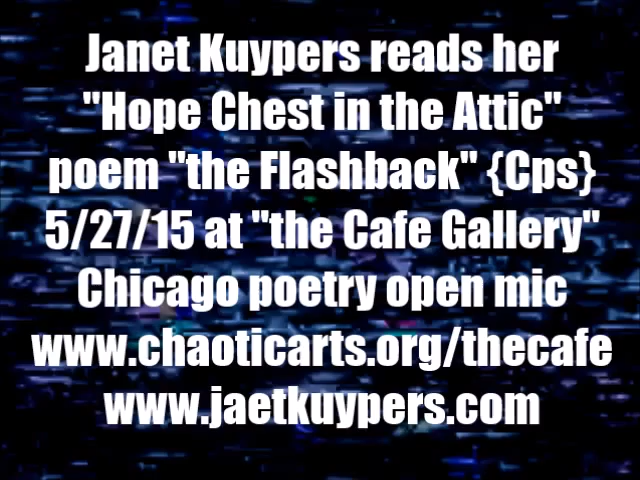 Janet Kuypers reads her
"Hope Chest in the Attic"
poem "the Flashback" {Cps}
5/27/15 at "the Cafe Gallery"
Chicago poetry open mic
www.chaoticarts.org/thecafe
www.jaetkuypers.com